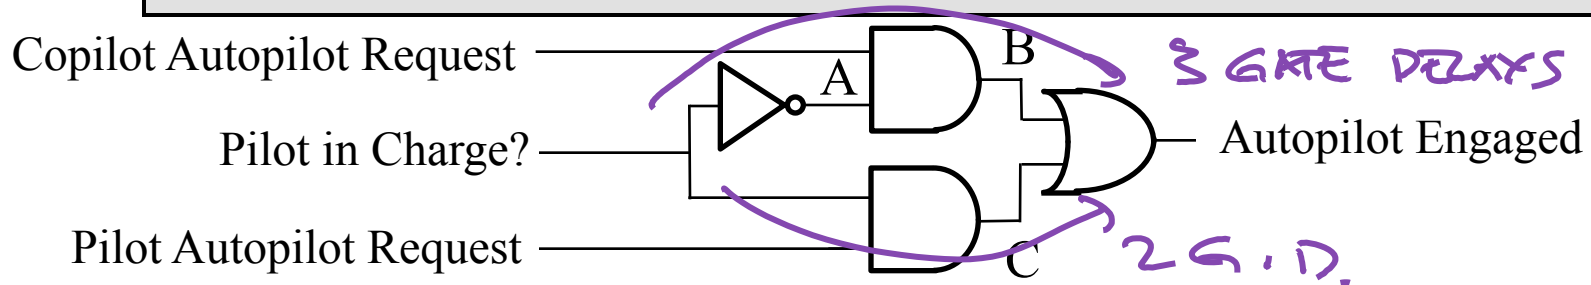 Copilot Autopilot Request
B
3 GATE DELAYS
A
Pilot in Charge?
Autopilot Engaged
Pilot Autopilot Request
C
2 G.D.